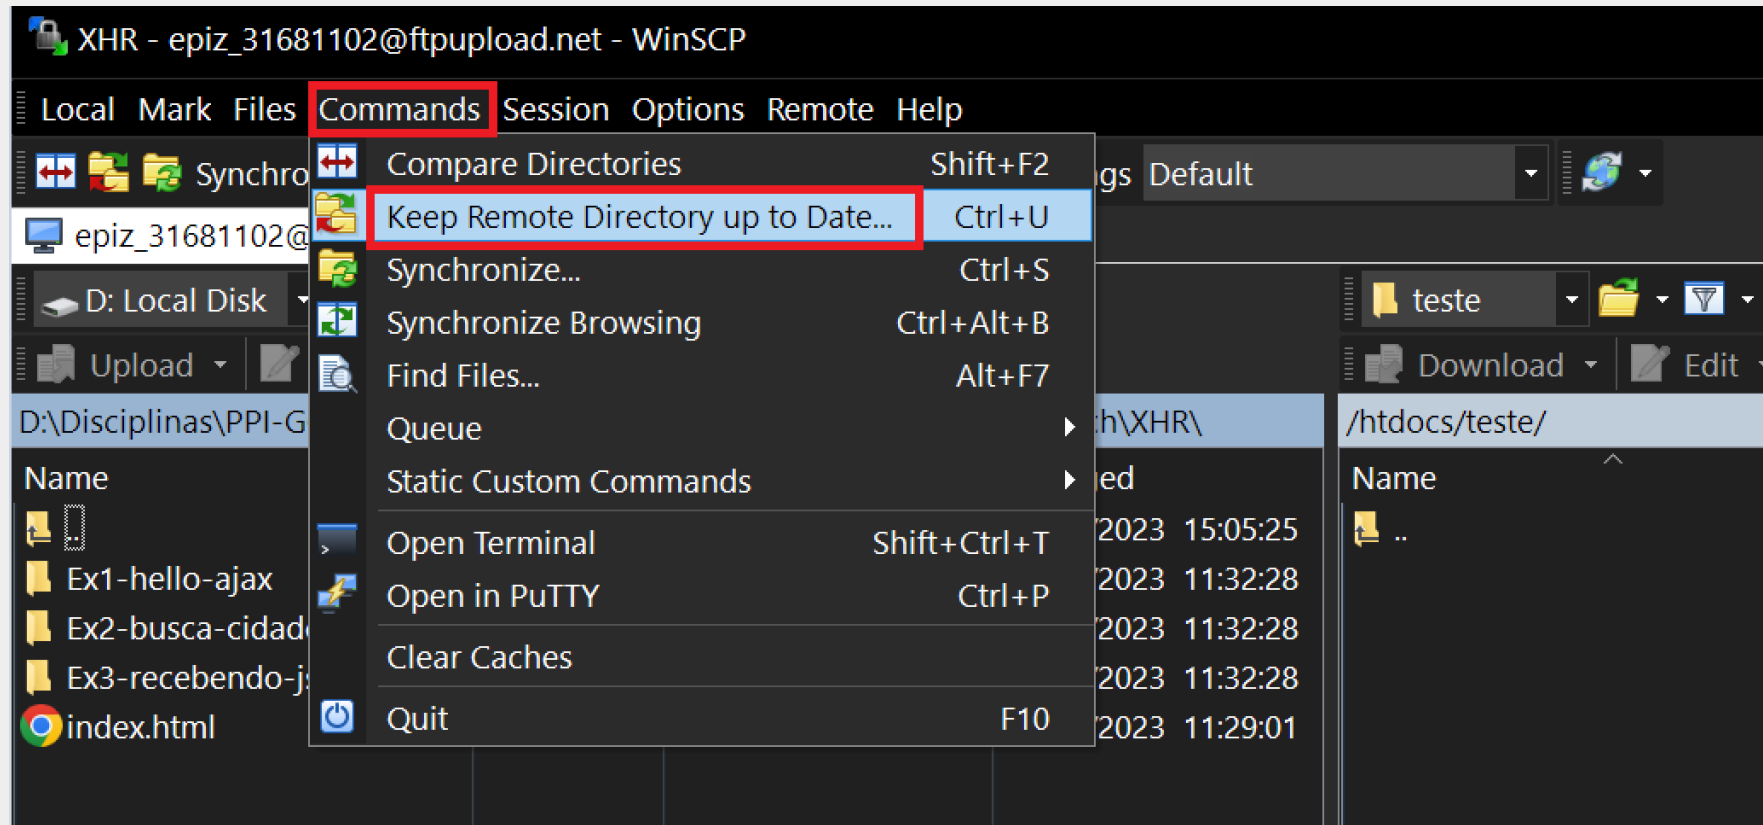 XHR - epiz_31681102@ftpupload.net - WinSCP
Local Mark Files Commands Session Options Remote Help
Synchro
Default
epiz_31681102@
D: Local Disk
Upload
D:\Disciplinas\PPI-G
Name
..
Ex1-hello-ajax
Ex2-busca-cidad
Ex3-recebendo-j
index.html
Compare Directories Shift+F2
Keep Remote Directory up to Date... Ctrl+U
Synchronize... Ctrl+S
Synchronize Browsing Ctrl+Alt+B
Find Files... Alt+F7
Queue
Static Custom Commands
Open Terminal Shift+Ctrl+T
Open in PuTTY Ctrl+P
Clear Caches
Quit F10
gs
h\XHR\
ed
/2023 15:05:25
/2023 11:32:28
/2023 11:32:28
/2023 11:32:28
/2023 11:29:01
teste
Download Edit
/htdocs/teste/
Name
..